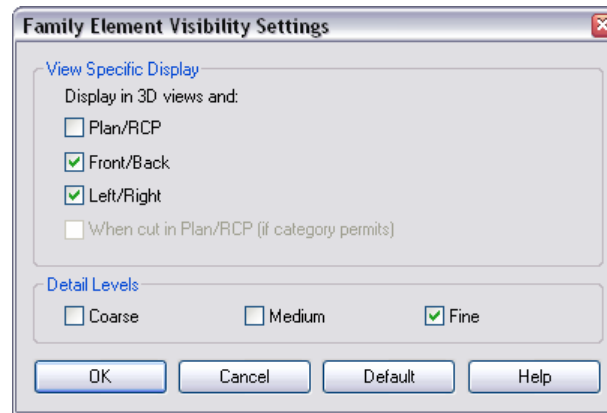 Family Element Visibility Settings
View Specific Display
Display in 3D views and:
Plan/RCP
Front/Back
Left/Right
When cut in Plan/RCP (if category permits)
Detail Levels
Coarse Medium Fine
OK Cancel Default Help